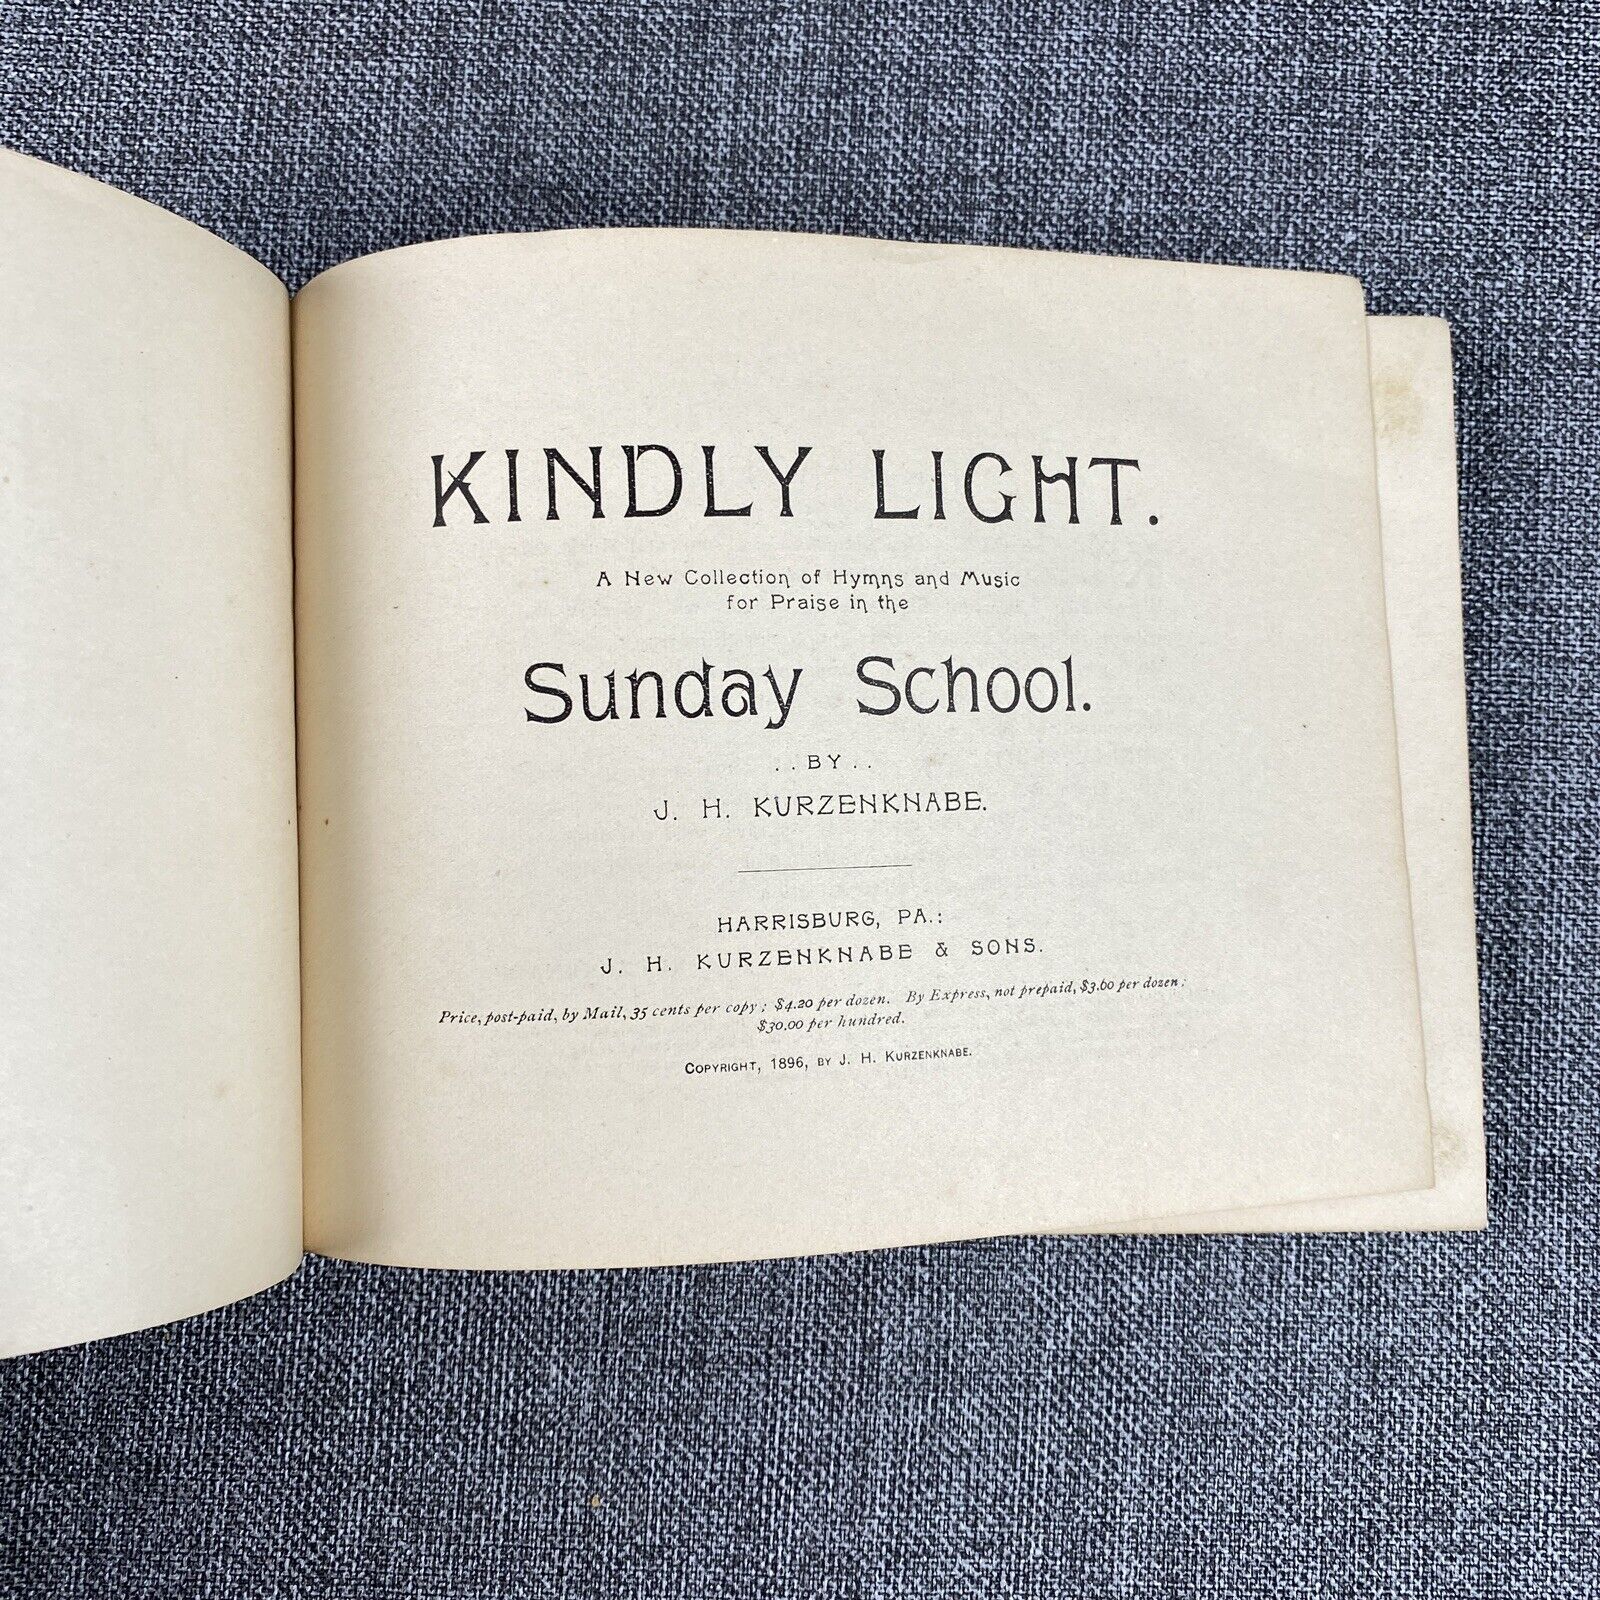 KINDLY LIGHT.
A New Collection of Hymns and Music
for Praise in the
Sunday School.
. . BY . .
J. H. KURZENKNABE.
HARRISBURG, PA.:
J. H. KURZENKNABE & SONS.
Price, post-paid, by Mail, 35 cents per copy; $4.20 per dozen. By Express, not prepaid, $3.60 per dozen;
$30.00 per hundred.
COPYRIGHT, 1896, BY J. H. KURZENKNABE.